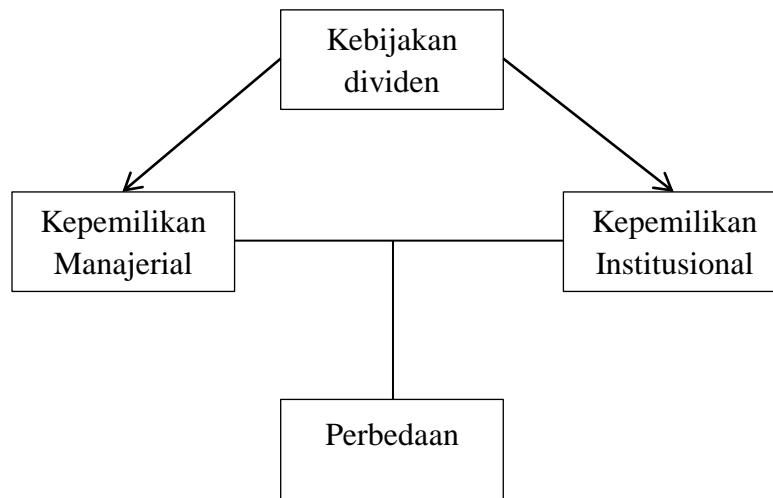 Kebijakan
dividen
Kepemilikan
Manajerial
Kepemilikan
Institusional
Perbedaan